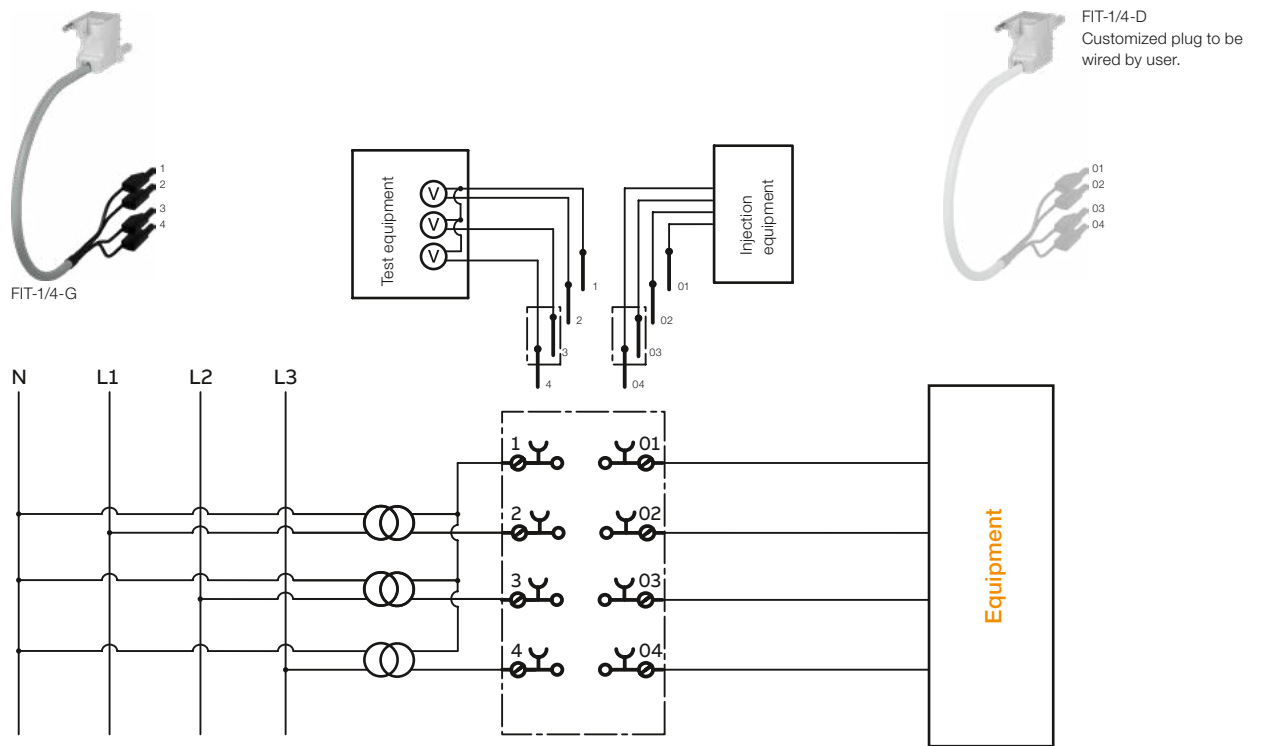 FIT-1/4-D
Customized plug to be
wired by user.
1
2
3
4
FIT-1/4-G
01
02
03
04
Test equipment
V
V
V
Injection
equipment
1
2
3
4
01
02
03
04
N L1 L2 L3
1 01
2 02
3 03
4 04
Equipment